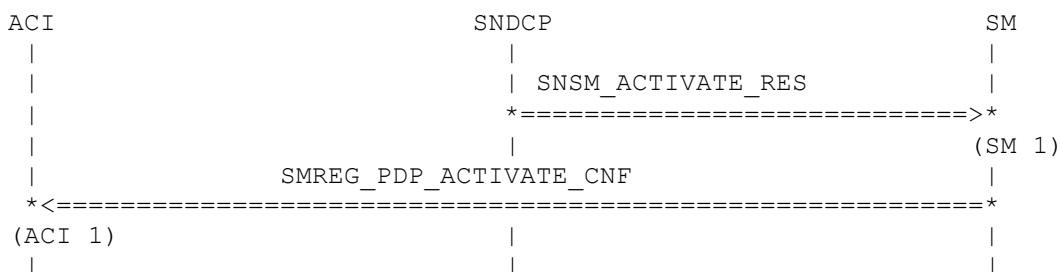 ACI SNDCP SM
| | |
| | SNSM_ACTIVATE_RES |
| *============================>*
| | (SM 1)
| SMREG_PDP_ACTIVATE_CNF |
*<==========================================================*
(ACI 1) | |
| | |